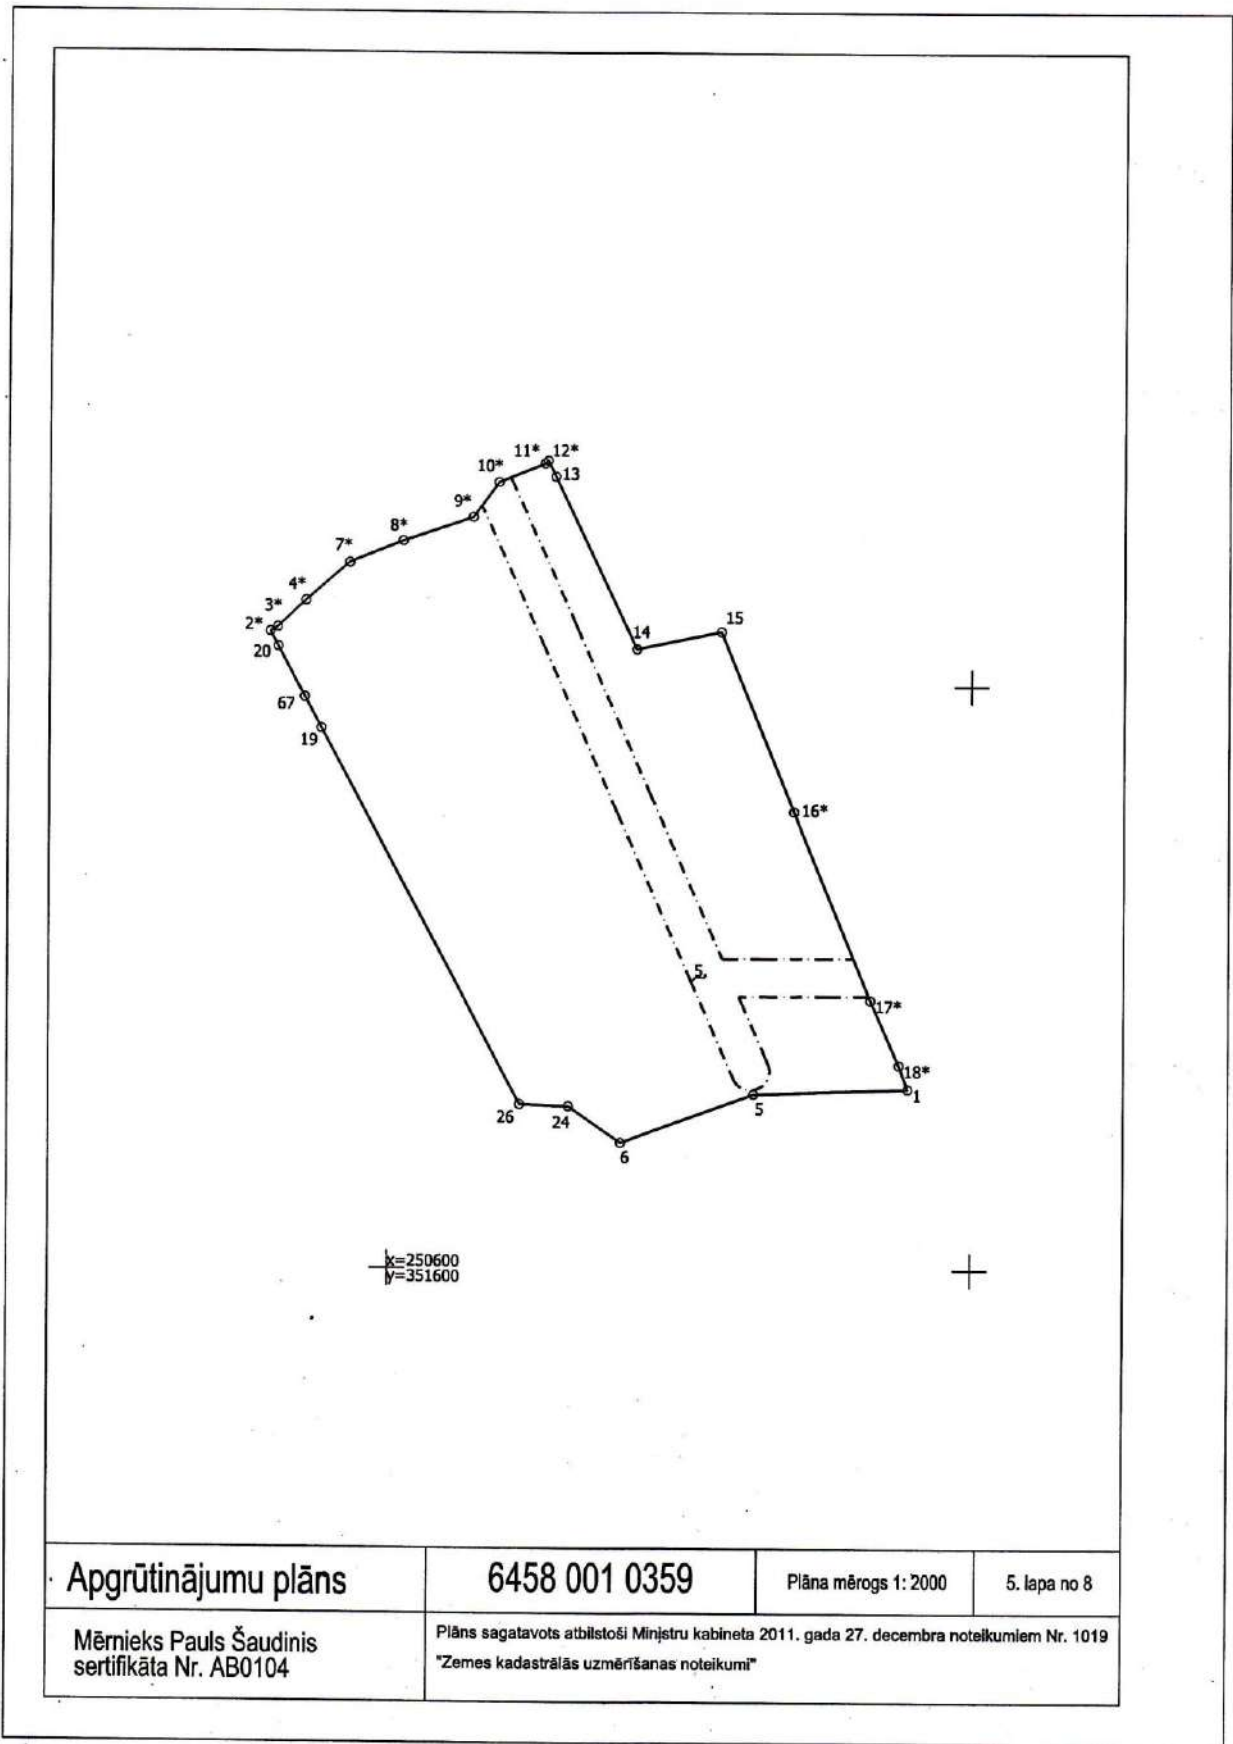 11* 12*
10* 13
9*
8*
7*
4*
3*
2*
20
14 15
67
19
16*
5
17*
18*
1
26 24 5
6
x=250600
y=351600
Apgrūtinājumu plāns 6458 001 0359 Plāna mērogs 1: 2000 5. lapa no 8
Mērnieks Pauls Šaudinis
sertifikāta Nr. AB0104
Plāns sagatavots atbilstoši Ministru kabineta 2011. gada 27. decembra noteikumiem Nr. 1019
"Zemes kadastrālās uzmērīšanas noteikumi"